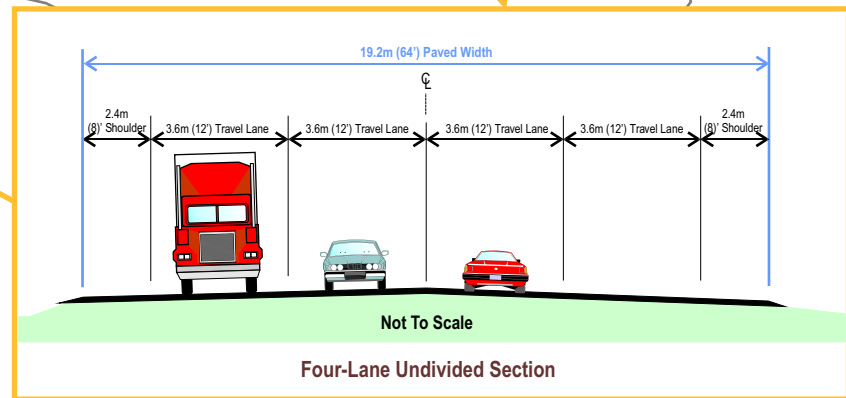 19.2m (64') Paved Width
℄
2.4m
(8)' Shoulder
3.6m (12') Travel Lane
3.6m (12') Travel Lane
3.6m (12') Travel Lane
3.6m (12') Travel Lane
2.4m
(8)' Shoulder
Not To Scale
Four-Lane Undivided Section